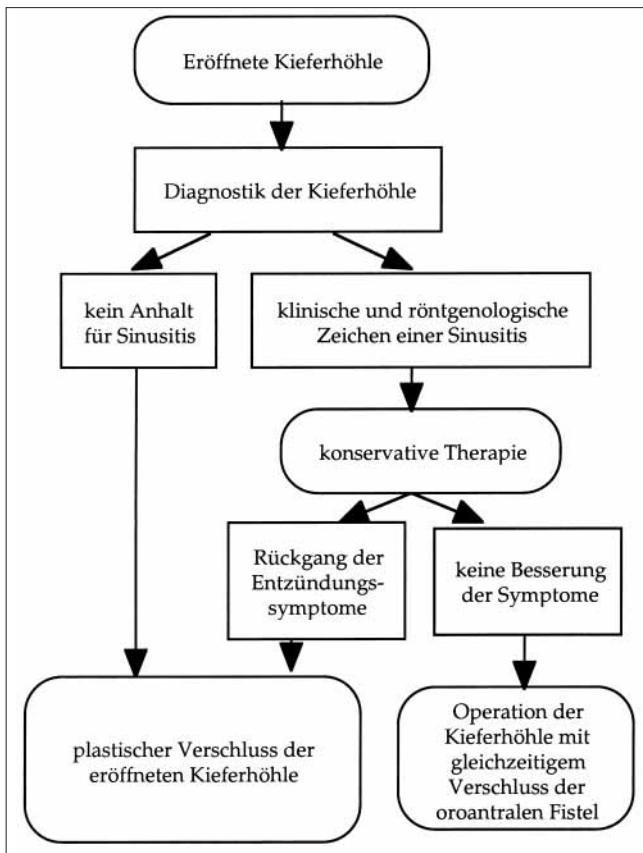 Eröffnete Kieferhöhle
Diagnostik der Kieferhöhle
kein Anhalt
für Sinusitis
klinische und röntgenologische
Zeichen einer Sinusitis
konservative Therapie
Rückgang der
Entzündungs-
symptome
keine Besserung
der Symptome
plastischer Verschluss der
eröffneten Kieferhöhle
Operation der
Kieferhöhle mit
gleichzeitigem
Verschluss der
oroantralen Fistel